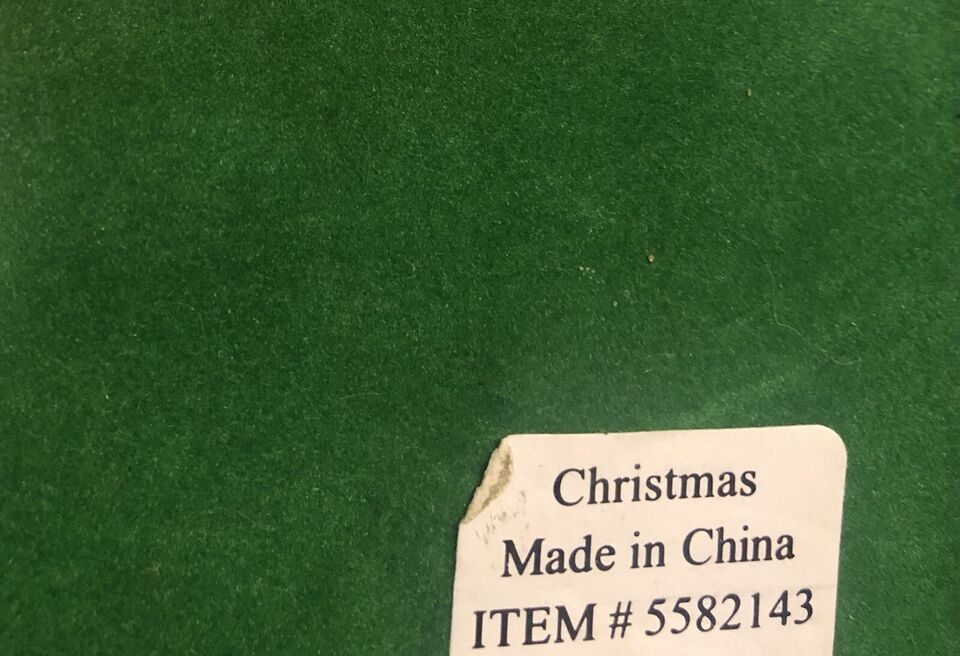 Christmas
Made in China
ITEM # 5582143